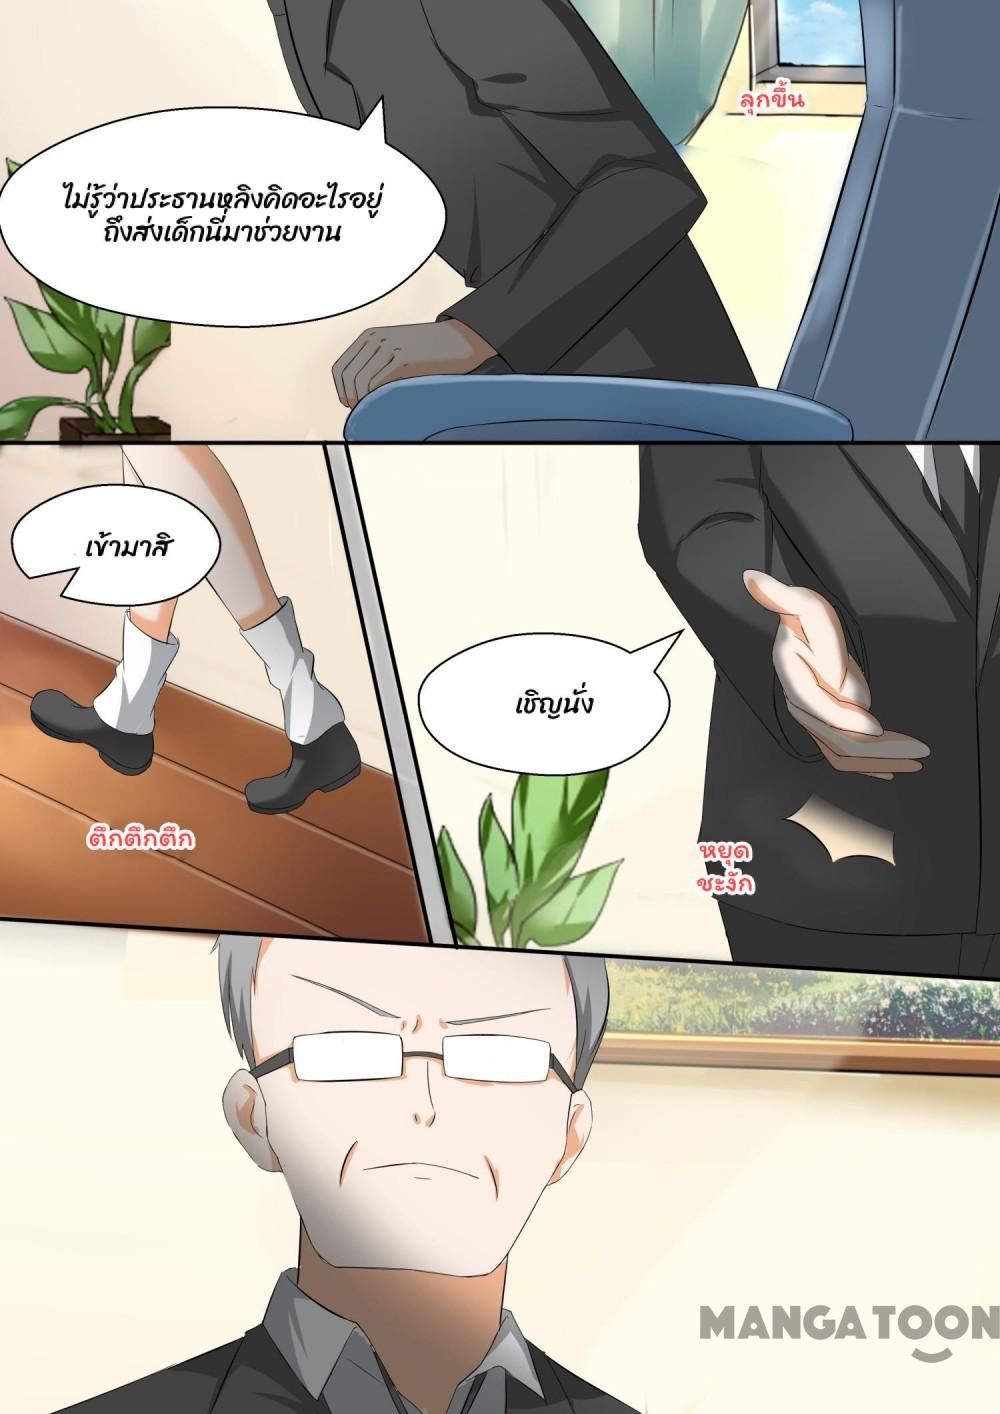 ลุกขึ้น
ไม่รู้ว่าประธานหลิงคิดอะไรอยู่
ถึงส่งเด็กนี่มาช่วยงาน
เข้ามาสิ
ตึกตึกตึก
เชิญนั่ง
หยุด
ชะงัก
MANGATOON